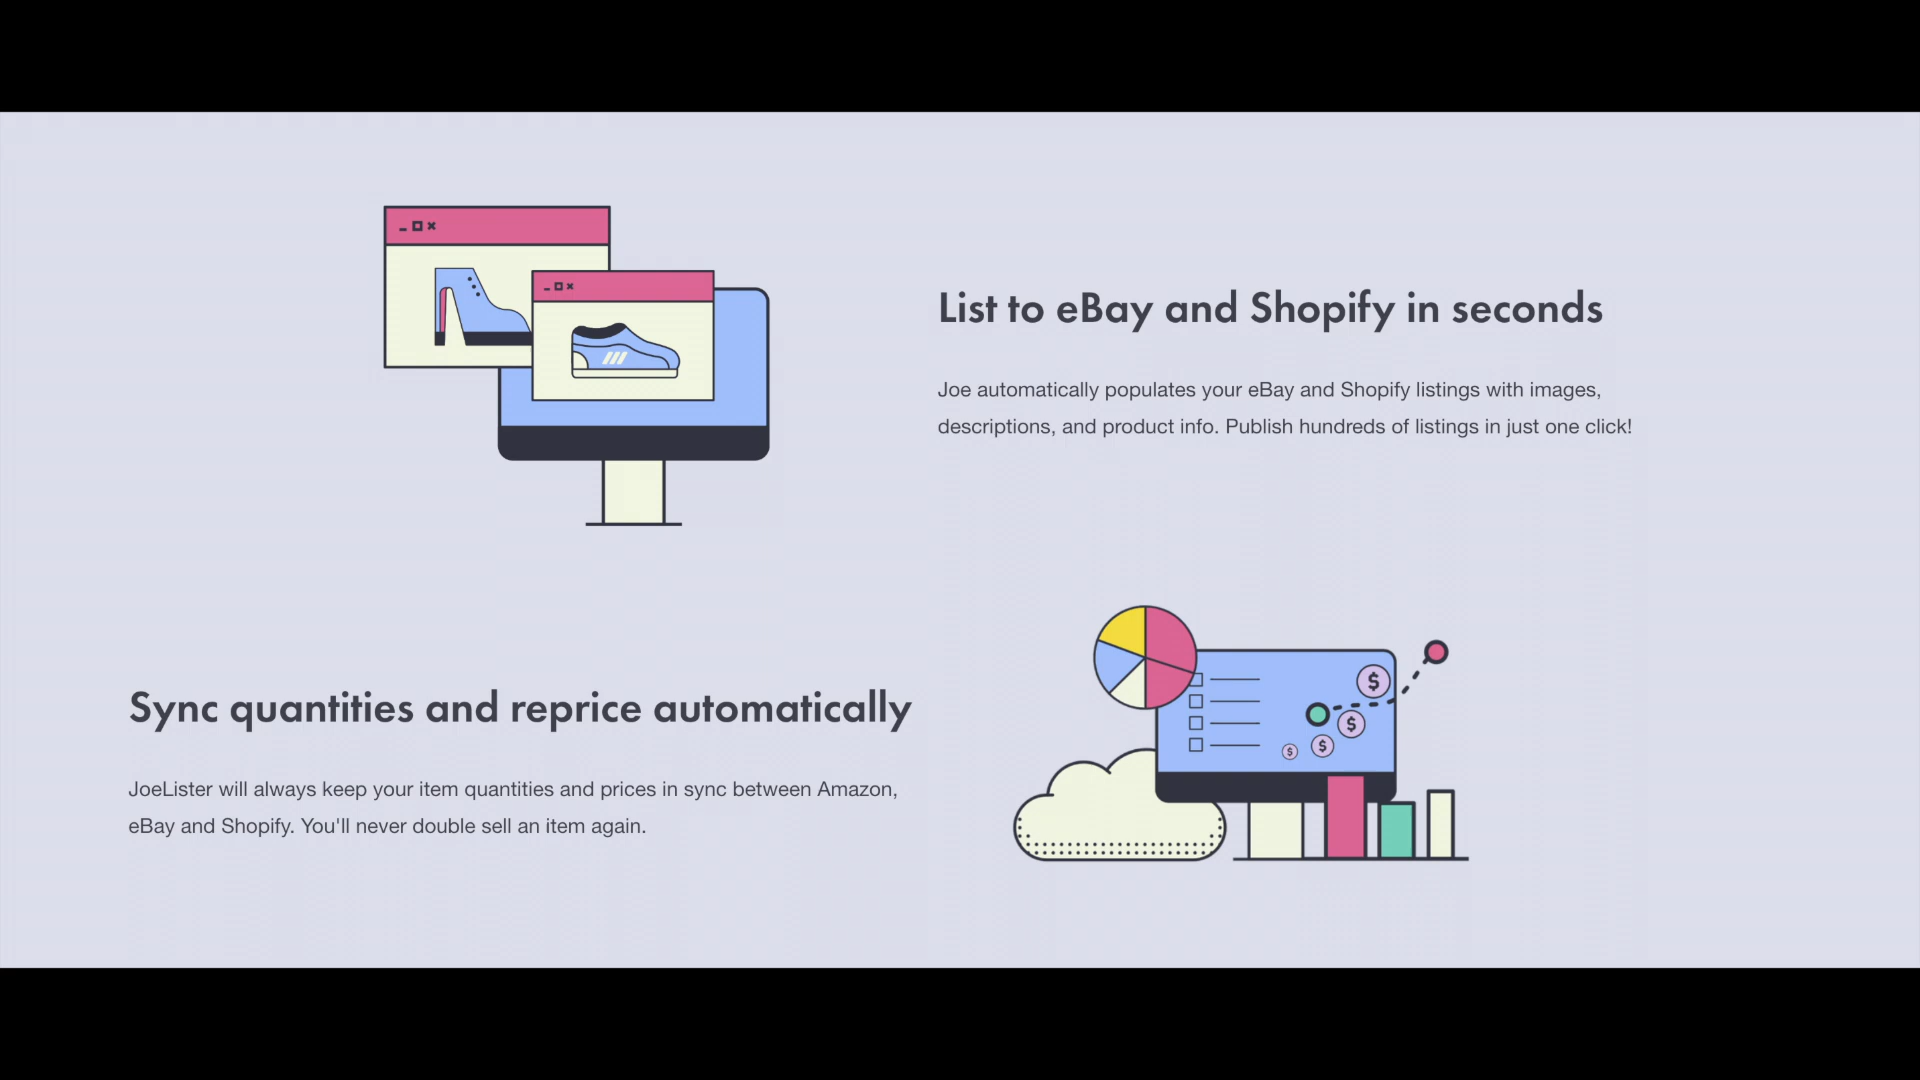 List to eBay and Shopify in seconds
Joe automatically populates your eBay and Shopify listings with images,
descriptions, and product info. Publish hundreds of listings in just one click!
Sync quantities and reprice automatically
JoeLister will always keep your item quantities and prices in sync between Amazon,
eBay and Shopify. You'll never double sell an item again.
$
$
$
$